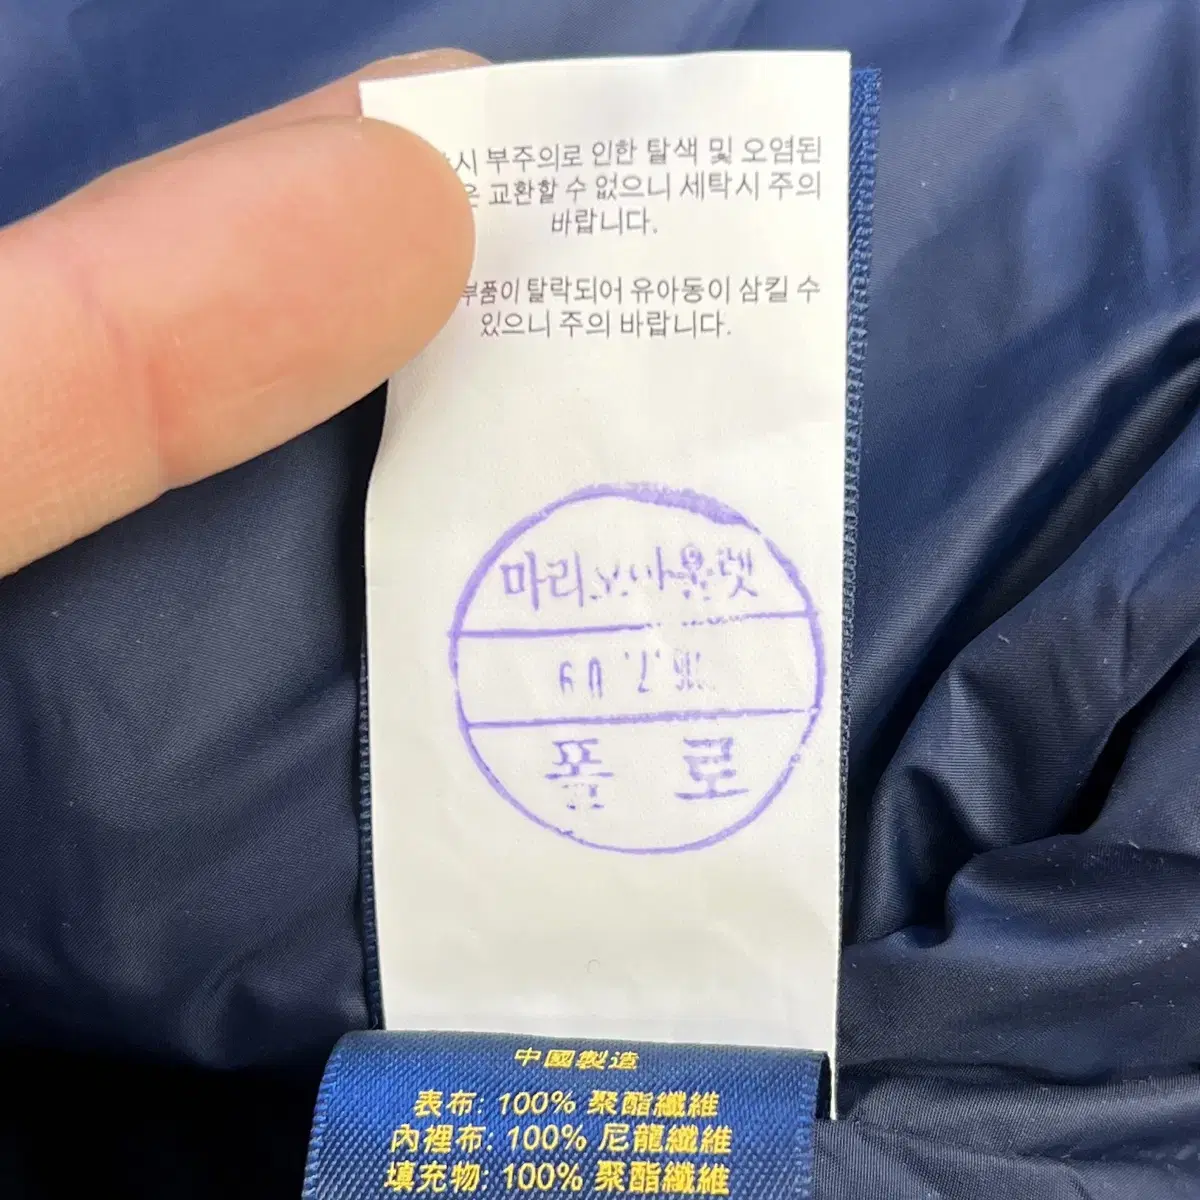 시 부주의로 인한 탈색 및 오염된
은 교환할 수 없으니 세탁시 주의
바랍니다.
부품이 탈락되어 유아동이 삼킬 수
있으니 주의 바랍니다.
폴 로
中國製造
表布: 100% 聚酯纖維
內裡布: 100% 尼龍纖維
填充物: 100% 聚酯纖維